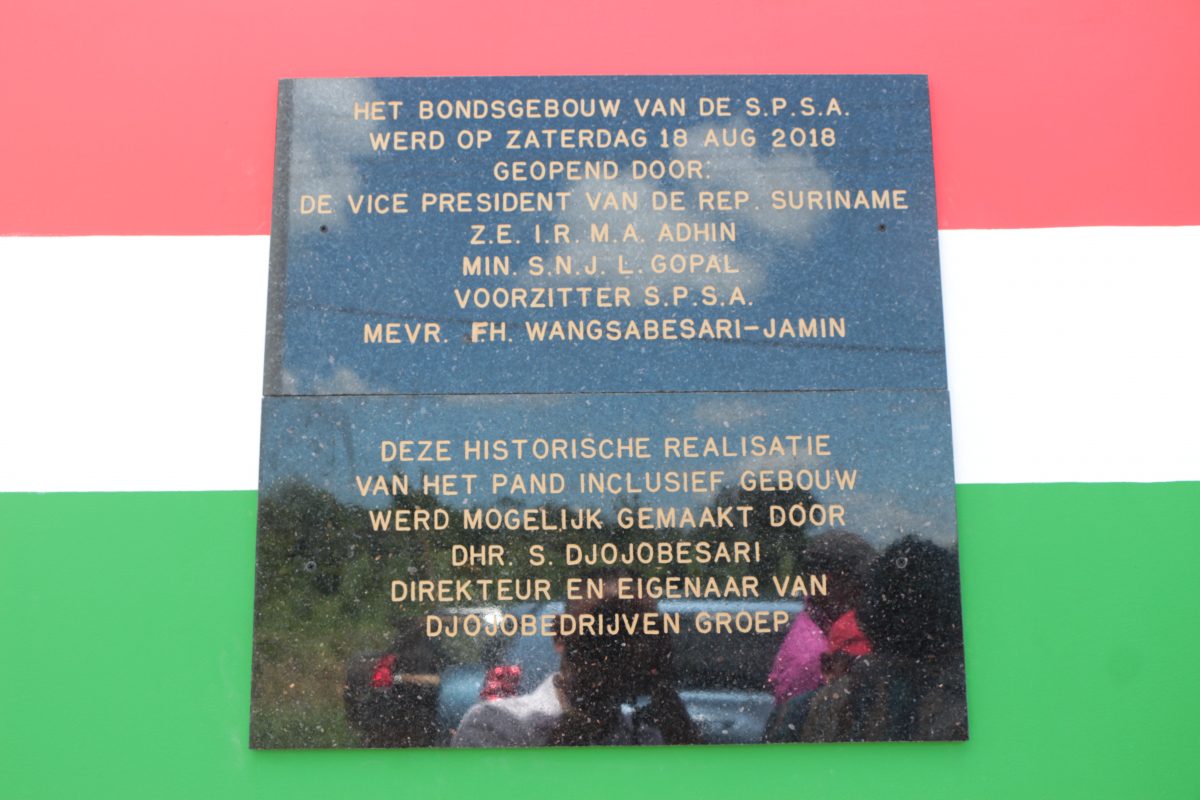 HET BONDSGEBOUW VAN DE S.P.S.A.
WERD OP ZATERDAG 18 AUG 2018
GEOPEND DOOR:
DE VICE PRESIDENT VAN DE REP. SURINAME
Z.E. I.R. M.A. ADHIN
MIN. S.N.J. L. GOPAL
VOORZITTER S.P.S.A.
MEVR. F.H. WANGSABESARI-JAMIN
DEZE HISTORISCHE REALISATIE
VAN HET PAND INCLUSIEF GEBOUW
WERD MOGELIJK GEMAAKT DOOR
DHR. S. DJOJOBESARI
DIREKTEUR EN EIGENAAR VAN
DJOJOBEDRIJVEN GROEP